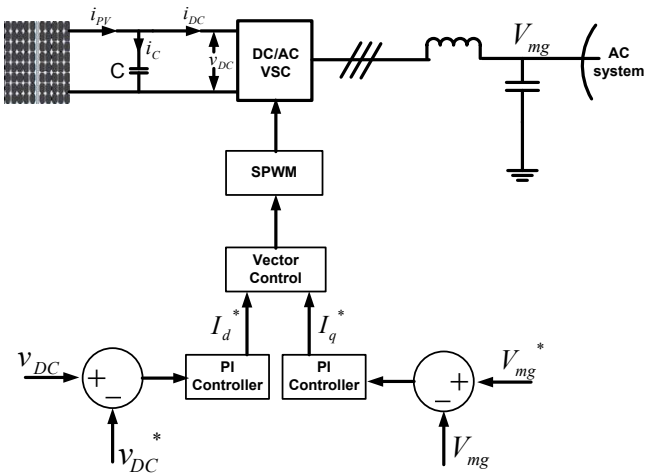 i_PV
i_DC
i_C
C
v_DC
DC/AC
VSC
V_mg
AC
system
SPWM
Vector
Control
I_d^*
I_q^*
v_DC
+
−
PI
Controller
PI
Controller
−
+
V_mg^*
v_DC^*
V_mg